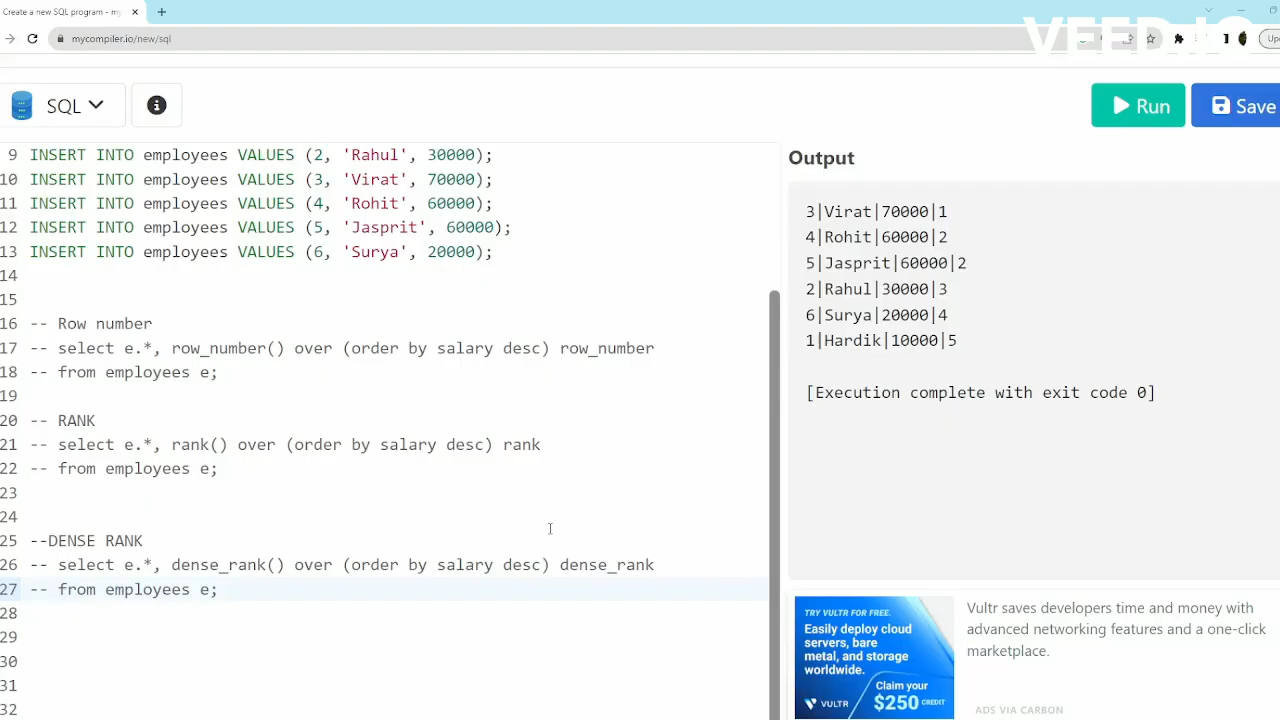 Create a new SQL program - my
mycompiler.io/new/sql
VEED.IO
SQL
Run
Save
9 INSERT INTO employees VALUES (2, 'Rahul', 30000);
10 INSERT INTO employees VALUES (3, 'Virat', 70000);
11 INSERT INTO employees VALUES (4, 'Rohit', 60000);
12 INSERT INTO employees VALUES (5, 'Jasprit', 60000);
13 INSERT INTO employees VALUES (6, 'Surya', 20000);
14
15
16 -- Row number
17 -- select e.*, row_number() over (order by salary desc) row_number
18 -- from employees e;
19
20 -- RANK
21 -- select e.*, rank() over (order by salary desc) rank
22 -- from employees e;
23
24
25 --DENSE RANK
26 -- select e.*, dense_rank() over (order by salary desc) dense_rank
27 -- from employees e;
28
29
30
31
32
Output
3|Virat|70000|1
4|Rohit|60000|2
5|Jasprit|60000|2
2|Rahul|30000|3
6|Surya|20000|4
1|Hardik|10000|5
[Execution complete with exit code 0]
TRY VULTR FOR FREE.
Easily deploy cloud
servers, bare
metal, and storage
worldwide.
Claim your
$250 CREDIT
VULTR
Vultr saves developers time and money with
advanced networking features and a one-click
marketplace.
ADS VIA CARBON